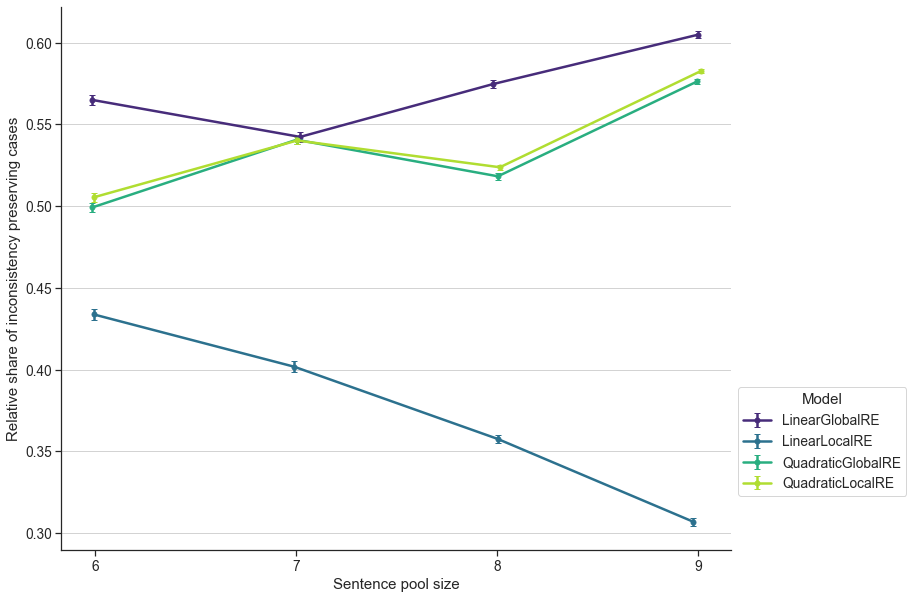 Relative share of inconsistency preserving cases
0.60
0.55
0.50
0.45
0.40
0.35
0.30
6 7 8 9
Sentence pool size
Model
LinearGlobalRE
LinearLocalRE
QuadraticGlobalRE
QuadraticLocalRE